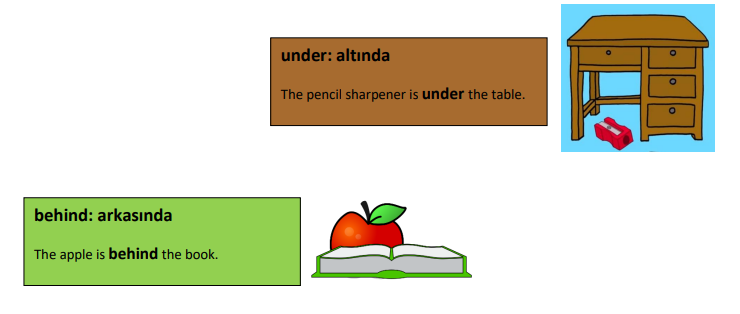 under: altında
The pencil sharpener is under the table.
behind: arkasında
The apple is behind the book.